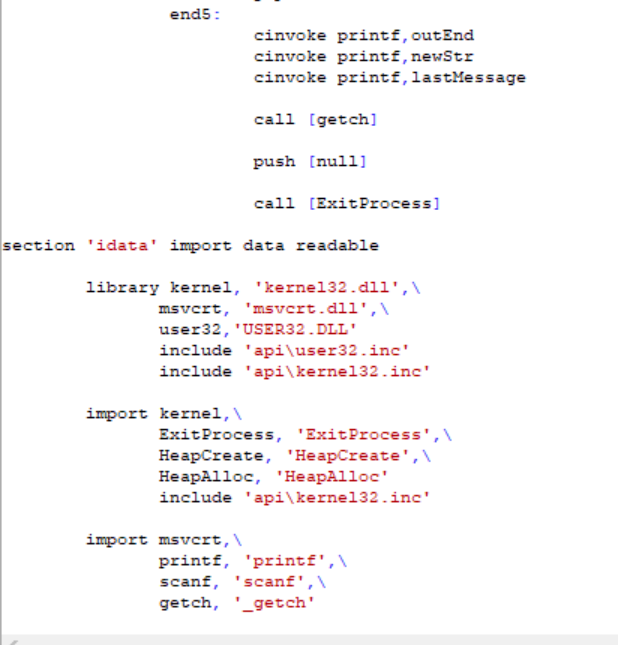 end5:
cinvoke printf,outEnd
cinvoke printf,newStr
cinvoke printf,lastMessage
call [getch]
push [null]
call [ExitProcess]
section 'idata' import data readable
library kernel, 'kernel32.dll',\
msvcrt, 'msvcrt.dll',\
user32,'USER32.DLL'
include 'api\user32.inc'
include 'api\kernel32.inc'
import kernel,\
ExitProcess, 'ExitProcess',\
HeapCreate, 'HeapCreate',\
HeapAlloc, 'HeapAlloc'
include 'api\kernel32.inc'
import msvcrt,\
printf, 'printf',\
scanf, 'scanf',\
getch, '_getch'